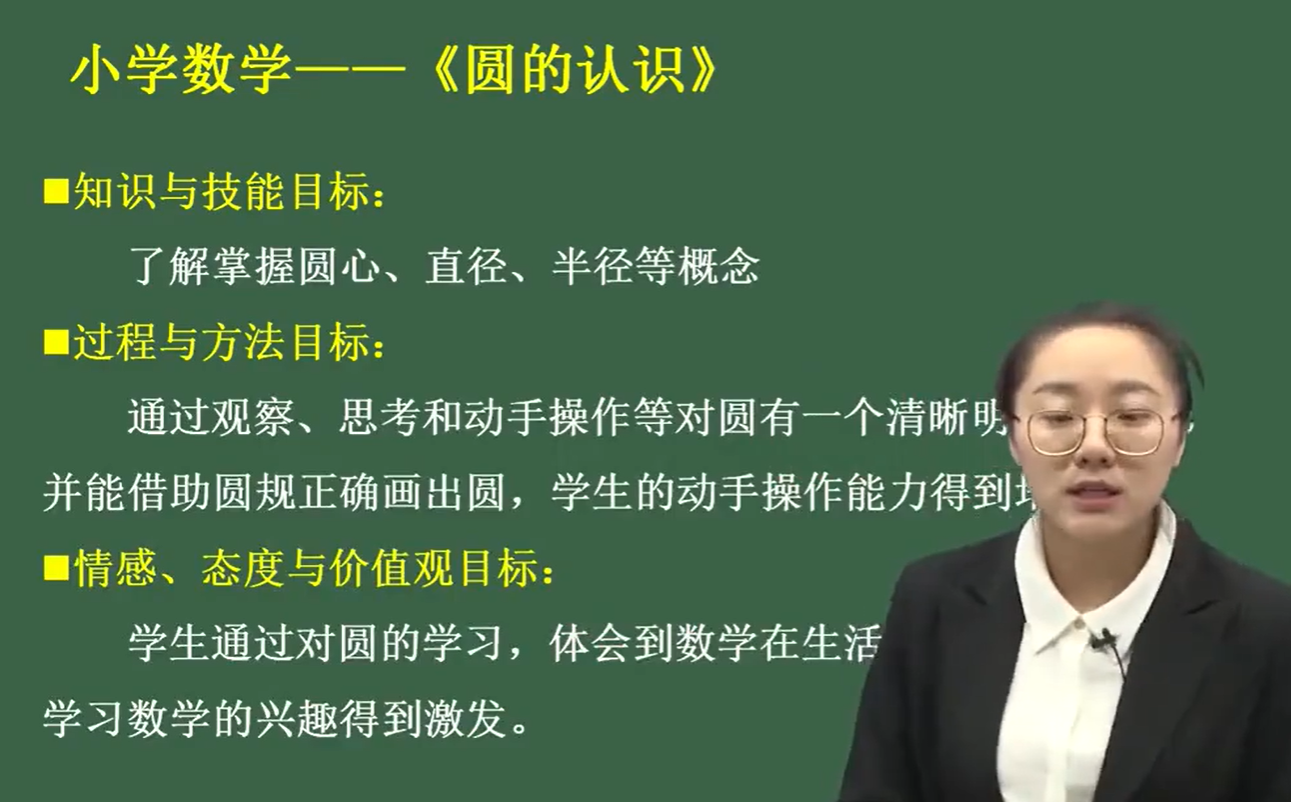 小学数学——《圆的认识》
■知识与技能目标：
了解掌握圆心、直径、半径等概念
■过程与方法目标：
通过观察、思考和动手操作等对圆有一个清晰明
并能借助圆规正确画出圆，学生的动手操作能力得到
■情感、态度与价值观目标：
学生通过对圆的学习，体会到数学在生活
学习数学的兴趣得到激发。